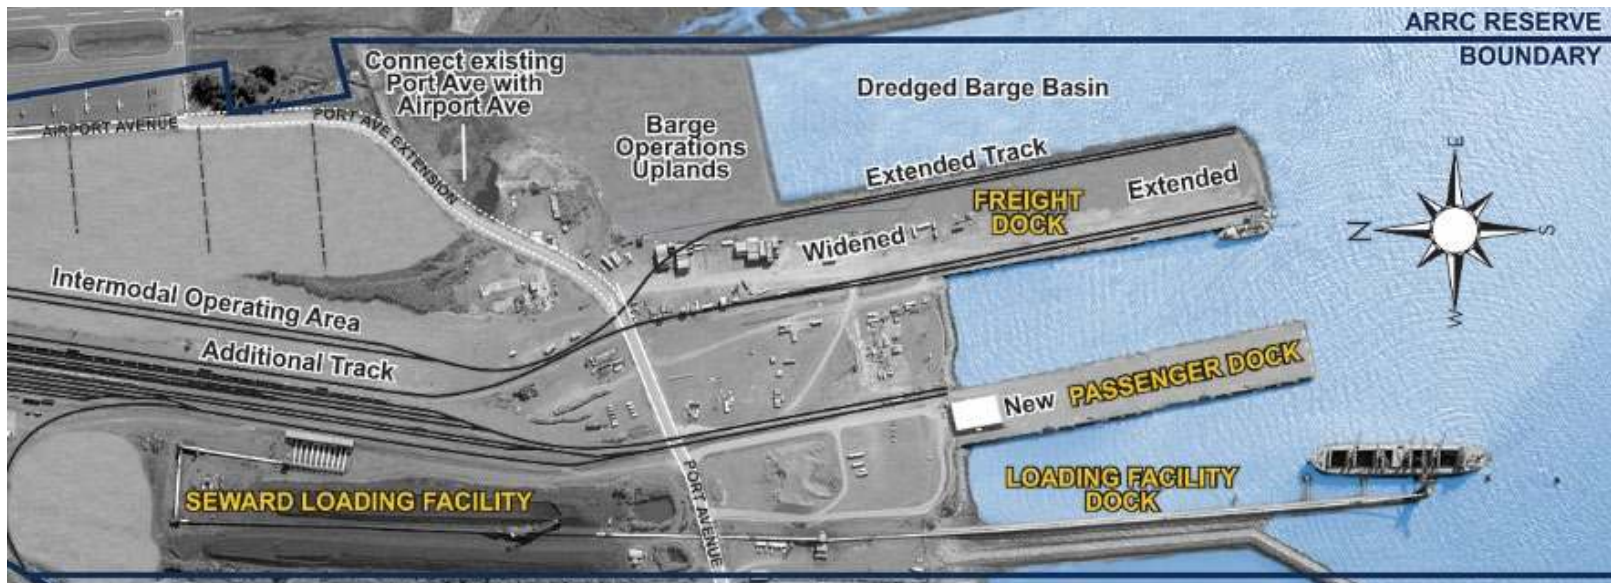 ARRC RESERVE
BOUNDARY
Connect existing
Port Ave with
Airport Ave
Dredged Barge Basin
AIRPORT AVENUE
PORT AVE EXTENSION
Barge
Operations
Uplands
Extended Track
Extended
FREIGHT
DOCK
Widened
E
N
S
W
Intermodal Operating Area
Additional Track
New PASSENGER DOCK
SEWARD LOADING FACILITY
PORT AVENUE
LOADING FACILITY
DOCK